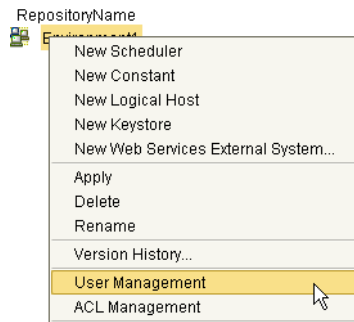 RepositoryName
Environment1
New Scheduler
New Constant
New Logical Host
New Keystore
New Web Services External System...
Apply
Delete
Rename
Version History...
User Management
ACL Management